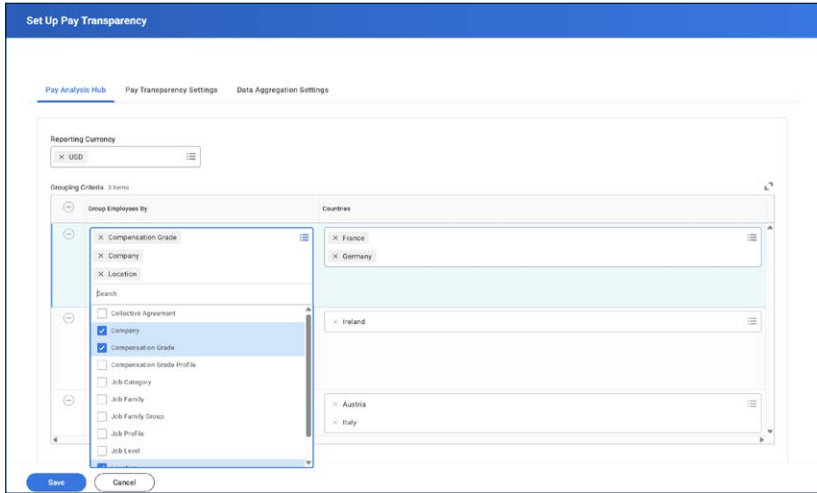 Set Up Pay Transparency
Pay Analysis Hub Pay Transparency Settings Data Aggregation Settings
Reporting Currency
× USD
Grouping Criteria 3 items
Group Employees By Countries
× Compensation Grade
× Company
× Location
× France
× Germany
Search
Collective Agreement
Company
Compensation Grade
Compensation Grade Profile
Job Category
Job Family
Job Family Group
Job Profile
Job Level
× Ireland
× Austria
× Italy
Save Cancel